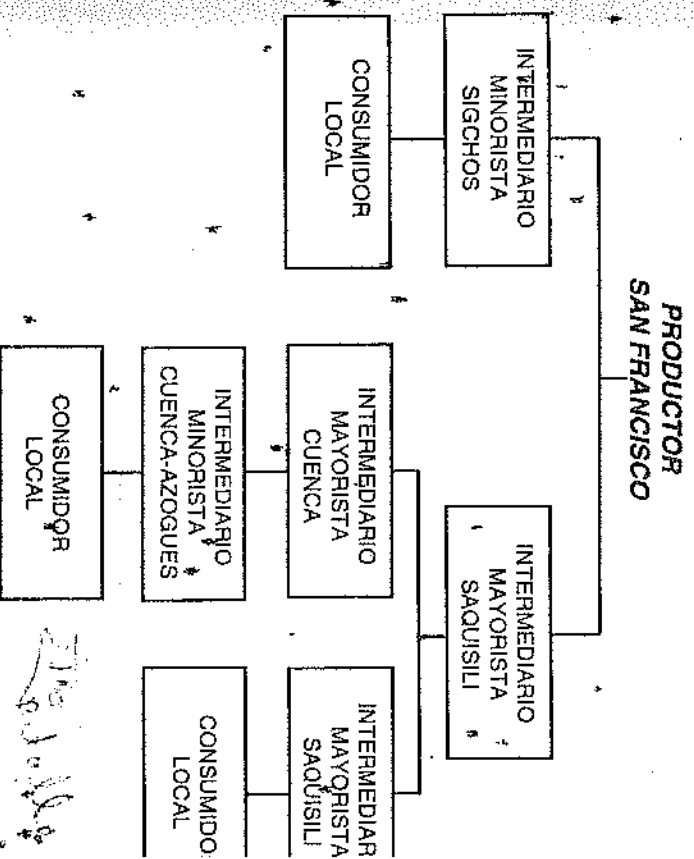 PRODUCTOR
SAN FRANCISCO
INTERMEDIARIO
MINORISTA
SIGCHOS
CONSUMIDOR
LOCAL
INTERMEDIARIO
MAYORISTA
SAQUISILI
INTERMEDIARIO
MAYORISTA
CUENCA
INTERMEDIARIO
MINORISTA
CUENCA-AZOGUES
CONSUMIDOR
LOCAL
INTERMEDIAR
MAYORISTA
SAQUISILI
CONSUMIDO
LOCAL